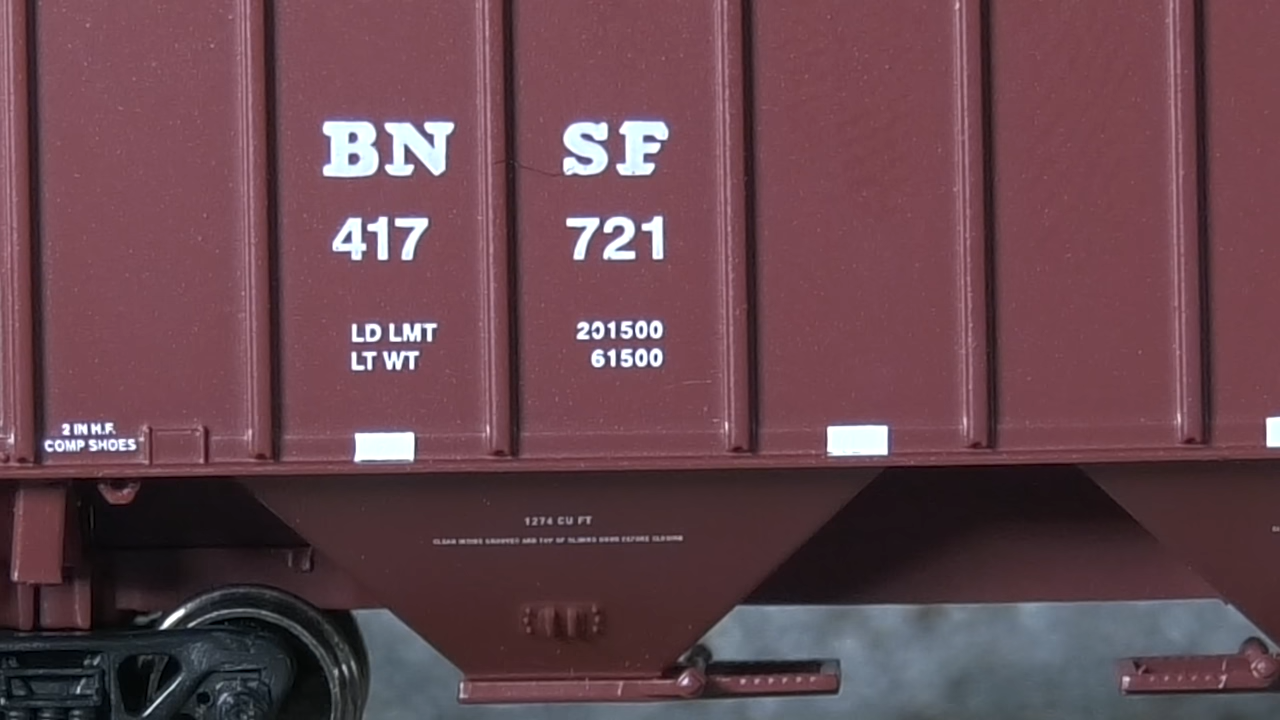 BN SF
417 721
LD LMT 201500
LT WT 61500
2 IN H.F.
COMP SHOES
1274 CU FT